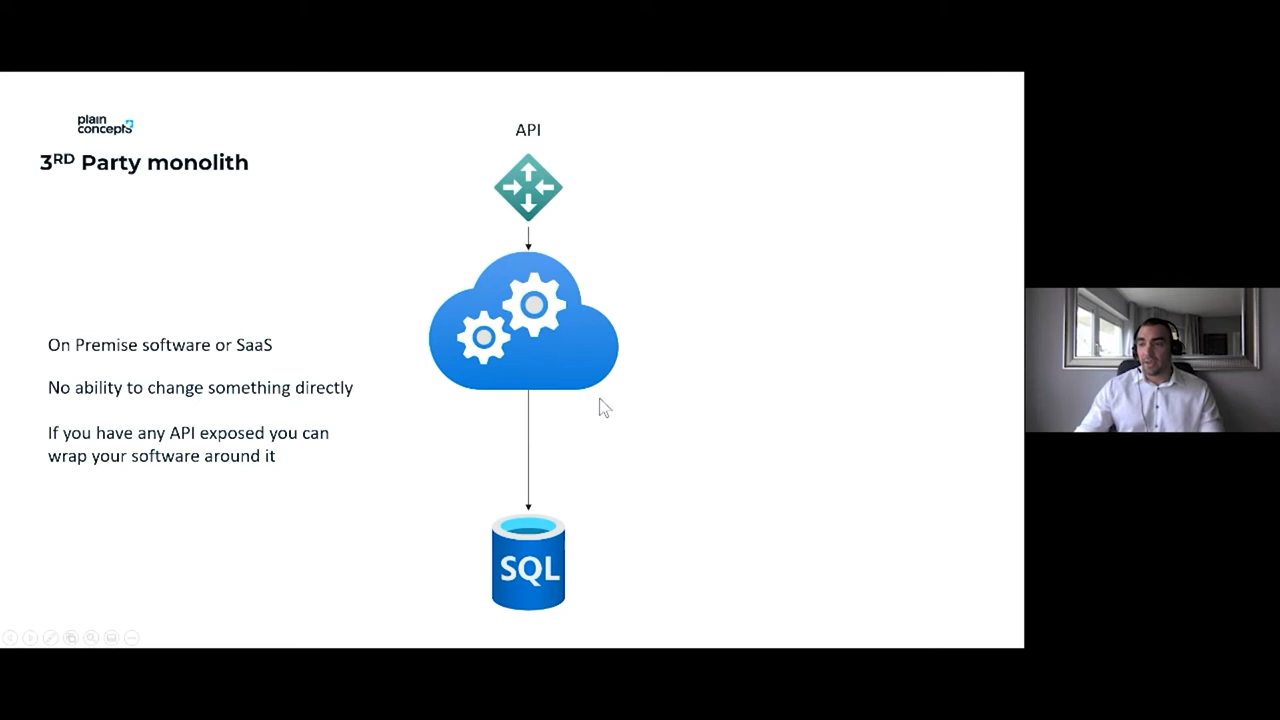 plain
concepts
3RD Party monolith
API
On Premise software or SaaS
No ability to change something directly
If you have any API exposed you can
wrap your software around it
SQL